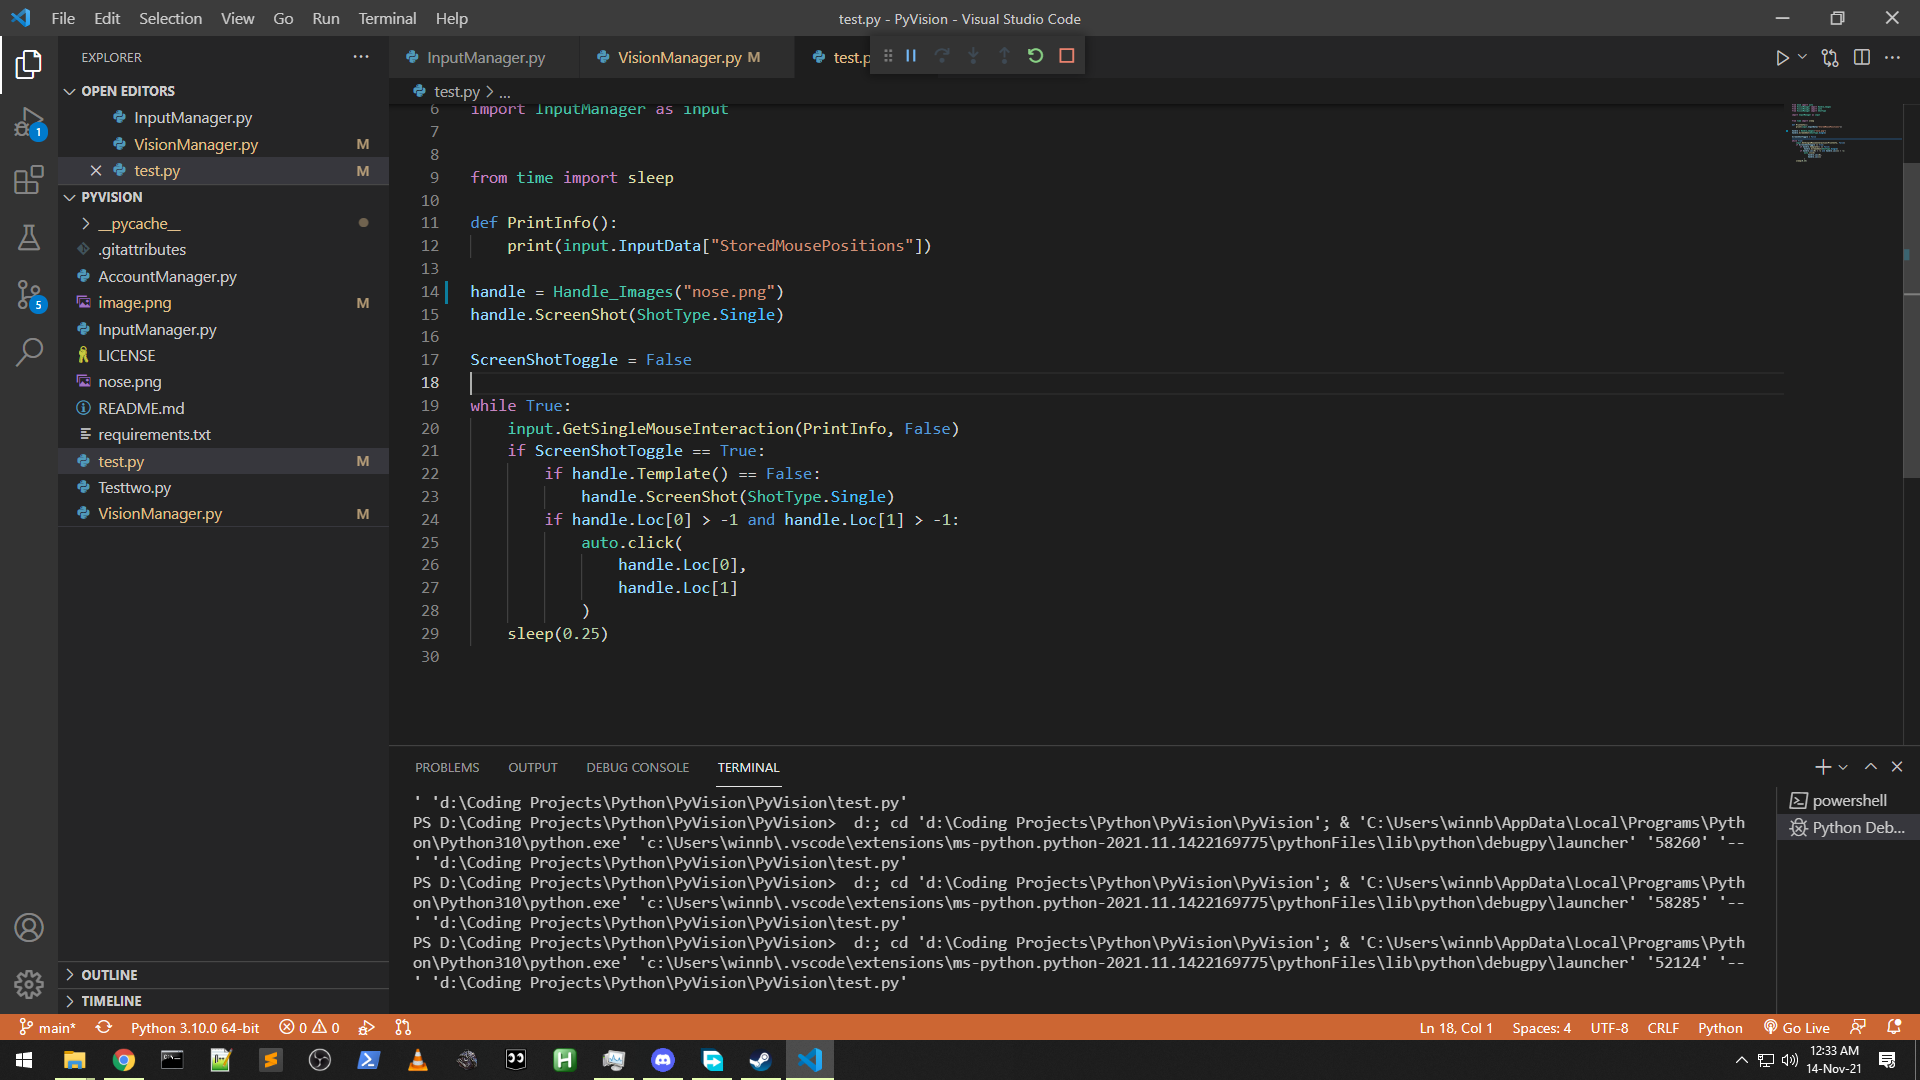 File Edit Selection View Go Run Terminal Help
test.py - PyVision - Visual Studio Code
EXPLORER
OPEN EDITORS
InputManager.py
VisionManager.py M
test.py M
PYVISION
__pycache__
.gitattributes
AccountManager.py
image.png M
InputManager.py
LICENSE
nose.png
README.md
requirements.txt
test.py M
Testtwo.py
VisionManager.py M
OUTLINE
TIMELINE
1
5
InputManager.py
VisionManager.py M
test.p
test.py > ...
6 import InputManager as input
7
8
9 from time import sleep
10
11 def PrintInfo():
12 print(input.InputData["StoredMousePositions"])
13
14 handle = Handle_Images("nose.png")
15 handle.ScreenShot(ShotType.Single)
16
17 ScreenShotToggle = False
18
19 while True:
20 input.GetSingleMouseInteraction(PrintInfo, False)
21 if ScreenShotToggle == True:
22 if handle.Template() == False:
23 handle.ScreenShot(ShotType.Single)
24 if handle.Loc[0] > -1 and handle.Loc[1] > -1:
25 auto.click(
26 handle.Loc[0],
27 handle.Loc[1]
28 )
29 sleep(0.25)
30
PROBLEMS OUTPUT DEBUG CONSOLE TERMINAL
' 'd:\Coding Projects\Python\PyVision\PyVision\test.py'
PS D:\Coding Projects\Python\PyVision\PyVision>  d:; cd 'd:\Coding Projects\Python\PyVision\PyVision'; & 'C:\Users\winnb\AppData\Local\Programs\Pyth
on\Python310\python.exe' 'c:\Users\winnb\.vscode\extensions\ms-python.python-2021.11.1422169775\pythonFiles\lib\python\debugpy\launcher' '58260' '--
' 'd:\Coding Projects\Python\PyVision\PyVision\test.py'
PS D:\Coding Projects\Python\PyVision\PyVision>  d:; cd 'd:\Coding Projects\Python\PyVision\PyVision'; & 'C:\Users\winnb\AppData\Local\Programs\Pyth
on\Python310\python.exe' 'c:\Users\winnb\.vscode\extensions\ms-python.python-2021.11.1422169775\pythonFiles\lib\python\debugpy\launcher' '58285' '--
' 'd:\Coding Projects\Python\PyVision\PyVision\test.py'
PS D:\Coding Projects\Python\PyVision\PyVision>  d:; cd 'd:\Coding Projects\Python\PyVision\PyVision'; & 'C:\Users\winnb\AppData\Local\Programs\Pyth
on\Python310\python.exe' 'c:\Users\winnb\.vscode\extensions\ms-python.python-2021.11.1422169775\pythonFiles\lib\python\debugpy\launcher' '52124' '--
' 'd:\Coding Projects\Python\PyVision\PyVision\test.py'
powershell
Python Deb...
main* Python 3.10.0 64-bit 0 0
Ln 18, Col 1 Spaces: 4 UTF-8 CRLF Python Go Live
12:33 AM
14-Nov-21